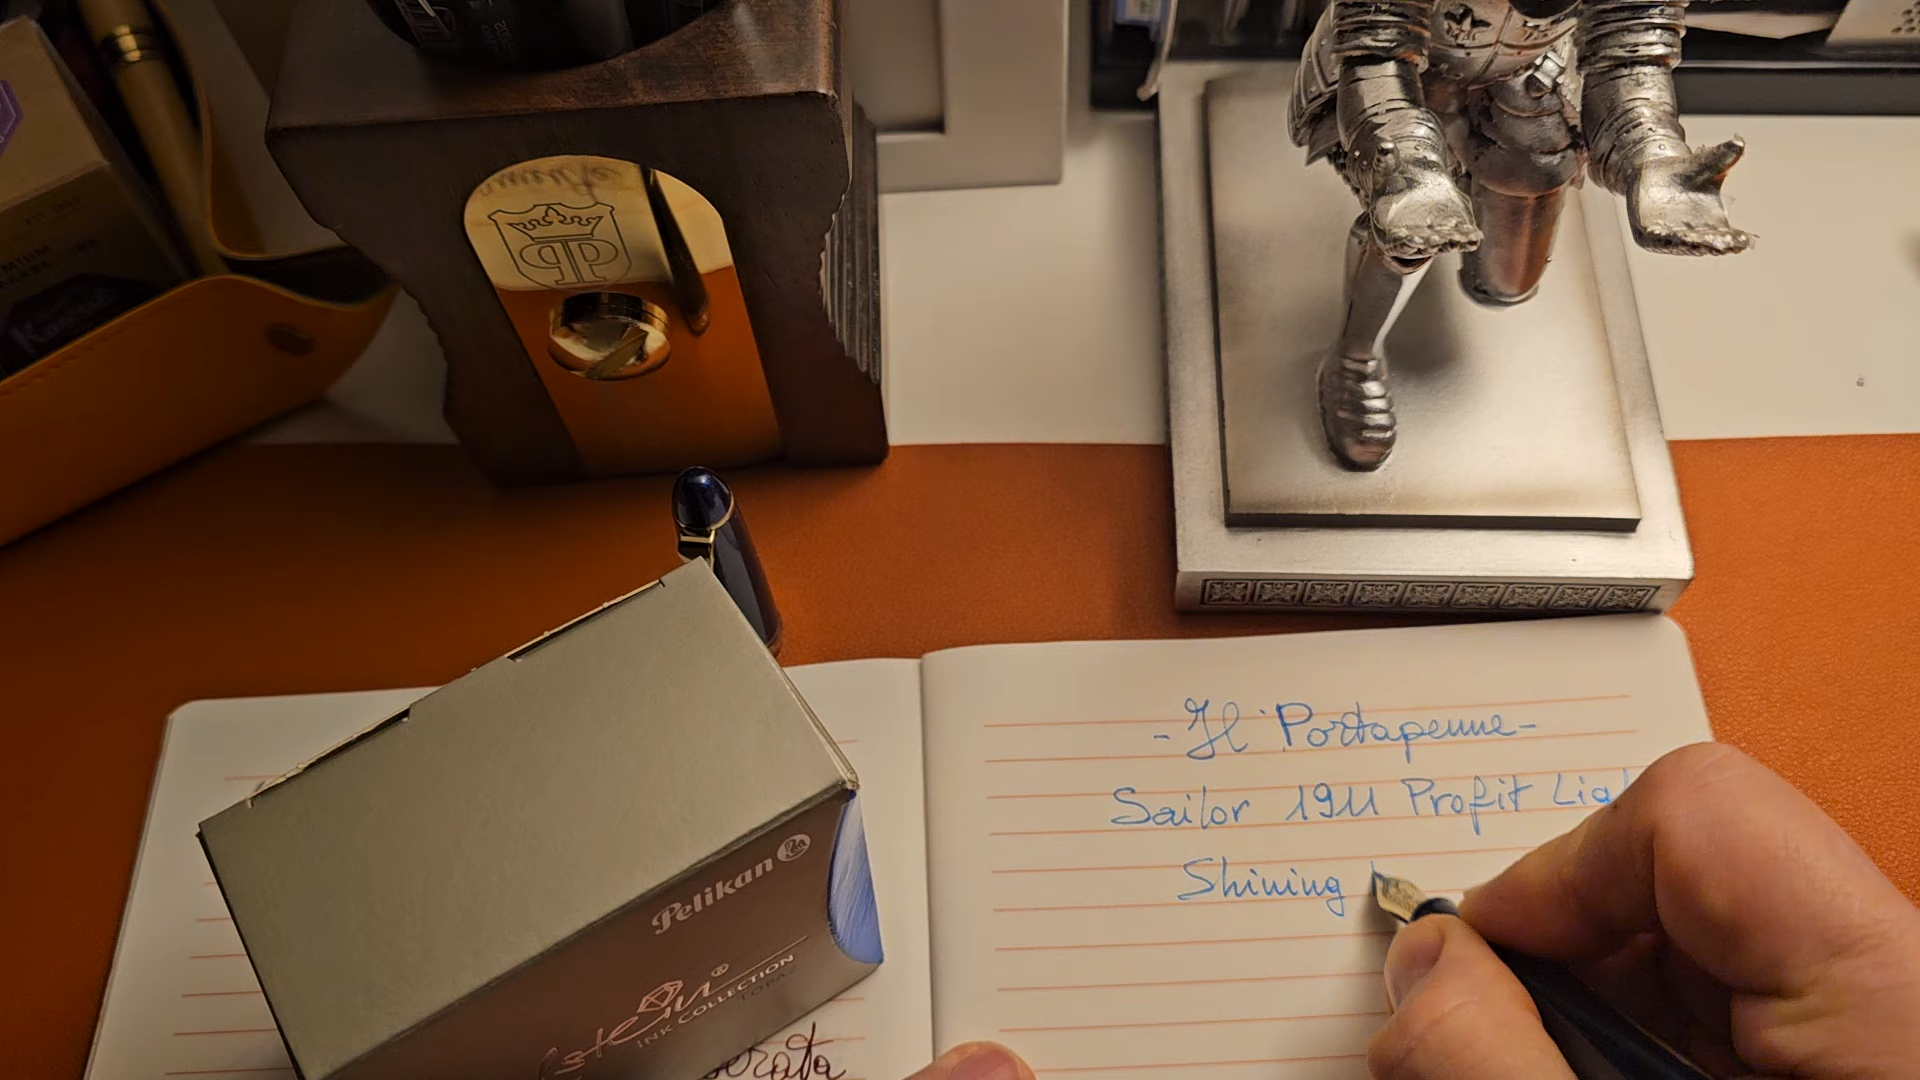 - Il Portapenne -
Sailor 1911 Profit
Shining
Pelikan
Edelstein®
INK COLLECTION
TOPAZ